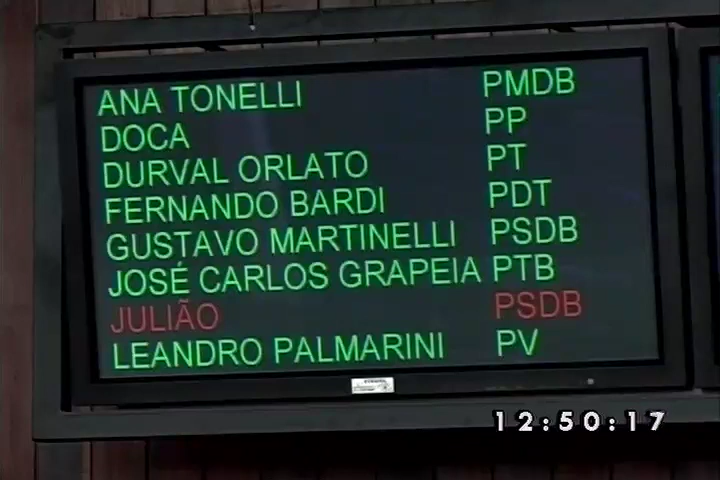 ANA TONELLI PMDB
DOCA PP
DURVAL ORLATO PT
FERNANDO BARDI PDT
GUSTAVO MARTINELLI PSDB
JOSÉ CARLOS GRAPEIA PTB
JULIÃO PSDB
LEANDRO PALMARINI PV
12:50:17